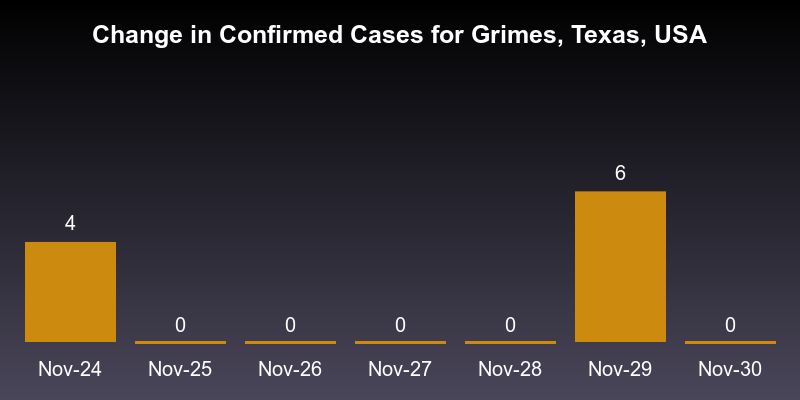 Change in Confirmed Cases for Grimes, Texas, USA
6
4
0 0 0 0 0
Nov-24 Nov-25 Nov-26 Nov-27 Nov-28 Nov-29 Nov-30